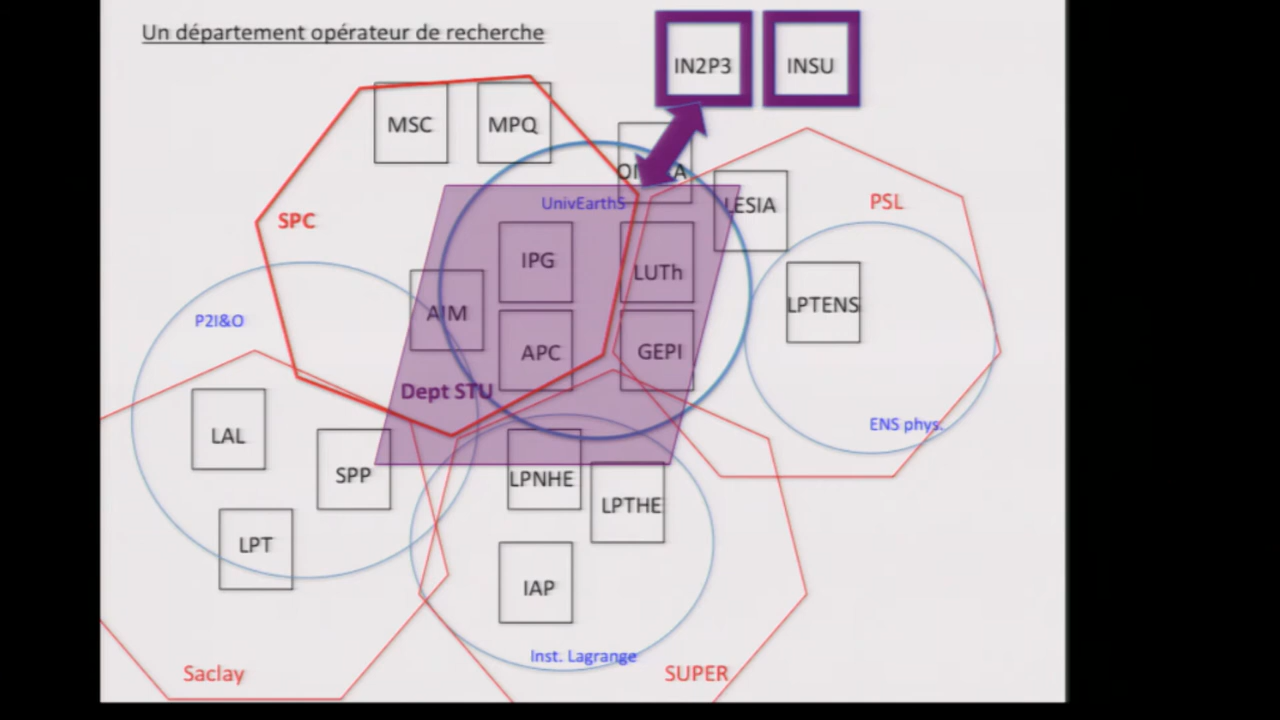 Un département opérateur de recherche
IN2P3
INSU
MSC
MPQ
LESIA
UnivEarthS
PSL
SPC
IPG
LUTh
LPTENS
AIM
P2I&O
APC
GEPI
Dept STU
ENS phys.
LAL
SPP
LPNHE
LPTHE
LPT
IAP
Inst. Lagrange
Saclay
SUPER